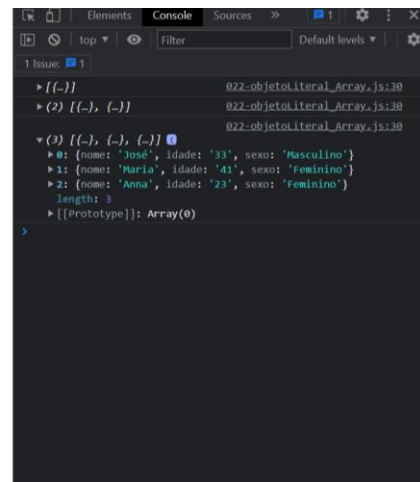 Elements Console Sources » 1
top ▼ Filter Default levels ▼
1 Issue: 1
▶ [{…}] 022-objetoLiteral_Array.js:30
▶ (2) [{…}, {…}] 022-objetoLiteral_Array.js:30
022-objetoLiteral_Array.js:30
▼ (3) [{…}, {…}, {…}] i
▶ 0: {nome: 'José', idade: '33', sexo: 'Masculino'}
▶ 1: {nome: 'Maria', idade: '41', sexo: 'Feminino'}
▶ 2: {nome: 'Anna', idade: '23', sexo: 'Feminino'}
length: 3
▶ [[Prototype]]: Array(0)
>